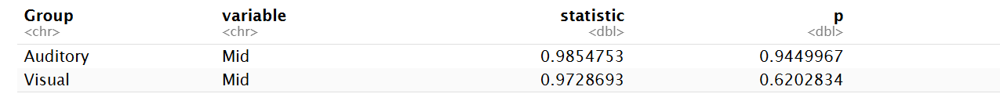 Group variable statistic p
<chr> <chr> <dbl> <dbl>
Auditory Mid 0.9854753 0.9449967
Visual Mid 0.9728693 0.6202834